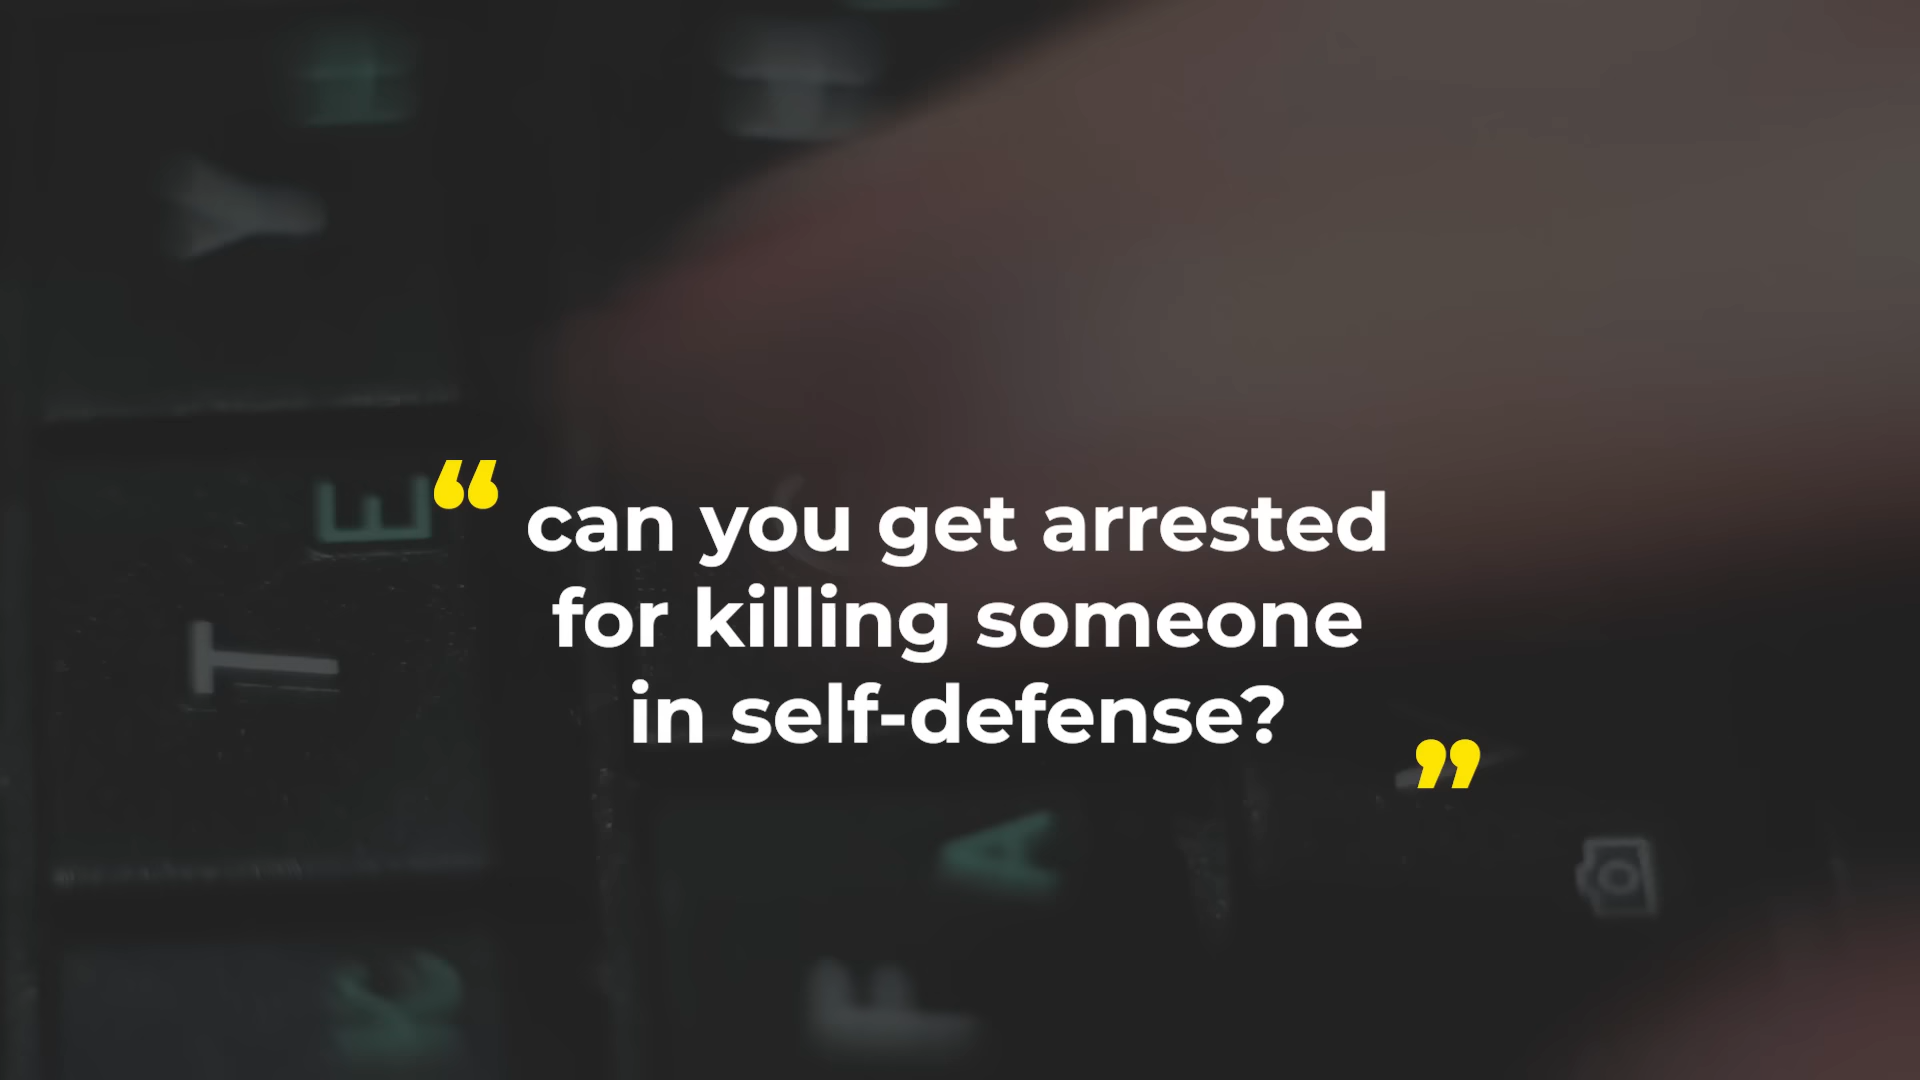 “can you get arrested
for killing someone
in self-defense?”
Y
E
T
A
F